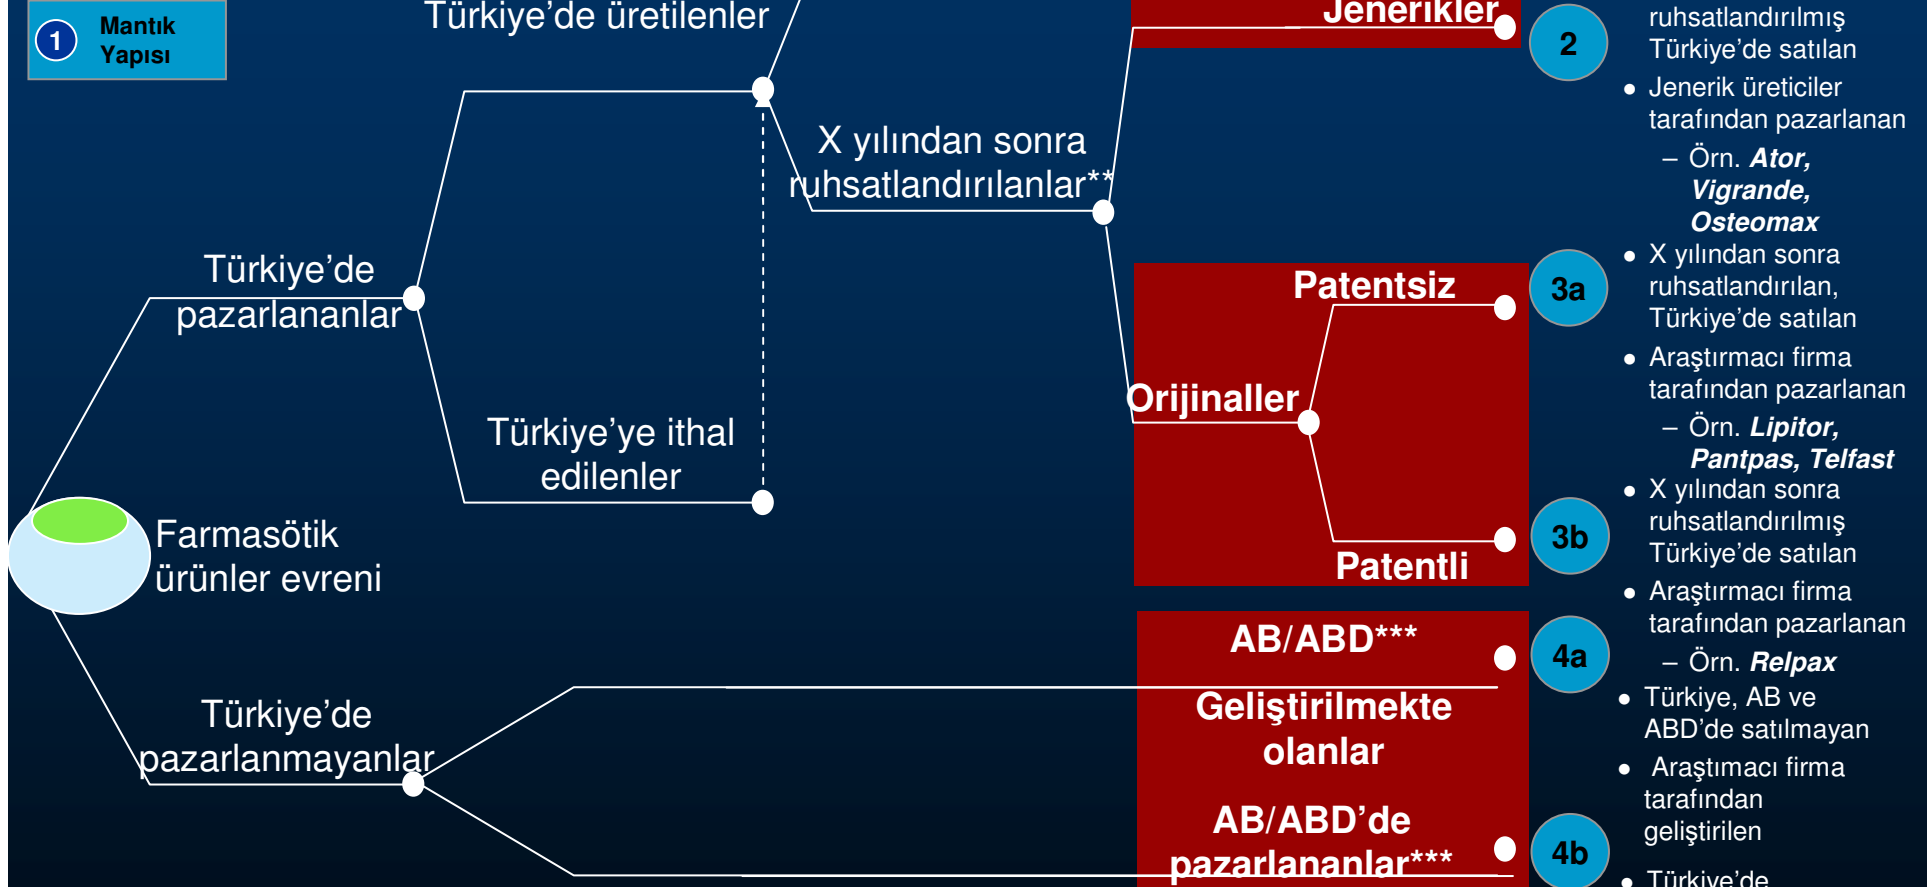 1 Mantık
Yapısı
Türkiye’de üretilenler
Jenerikler
2
ruhsatlandırılmış
Türkiye’de satılan
● Jenerik üreticiler
tarafından pazarlanan
– Örn. Ator,
Vigrande,
Osteomax
X yılından sonra
ruhsatlandırılanlar**
Türkiye’de
pazarlananlar
Patentsiz
3a
● X yılından sonra
ruhsatlandırılan,
Türkiye’de satılan
● Araştırmacı firma
tarafından pazarlanan
– Örn. Lipitor,
Pantpas, Telfast
Orijinaller
Türkiye’ye ithal
edilenler
Farmasötik
ürünler evreni
Patentli
3b
● X yılından sonra
ruhsatlandırılmış
Türkiye’de satılan
● Araştırmacı firma
tarafından pazarlanan
– Örn. Relpax
AB/ABD***
Geliştirilmekte
olanlar
4a
● Türkiye, AB ve
ABD’de satılmayan
● Araştımacı firma
tarafından
geliştirilen
Türkiye’de
pazarlanmayanlar
AB/ABD’de
pazarlananlar***
4b
● Türkiye’de